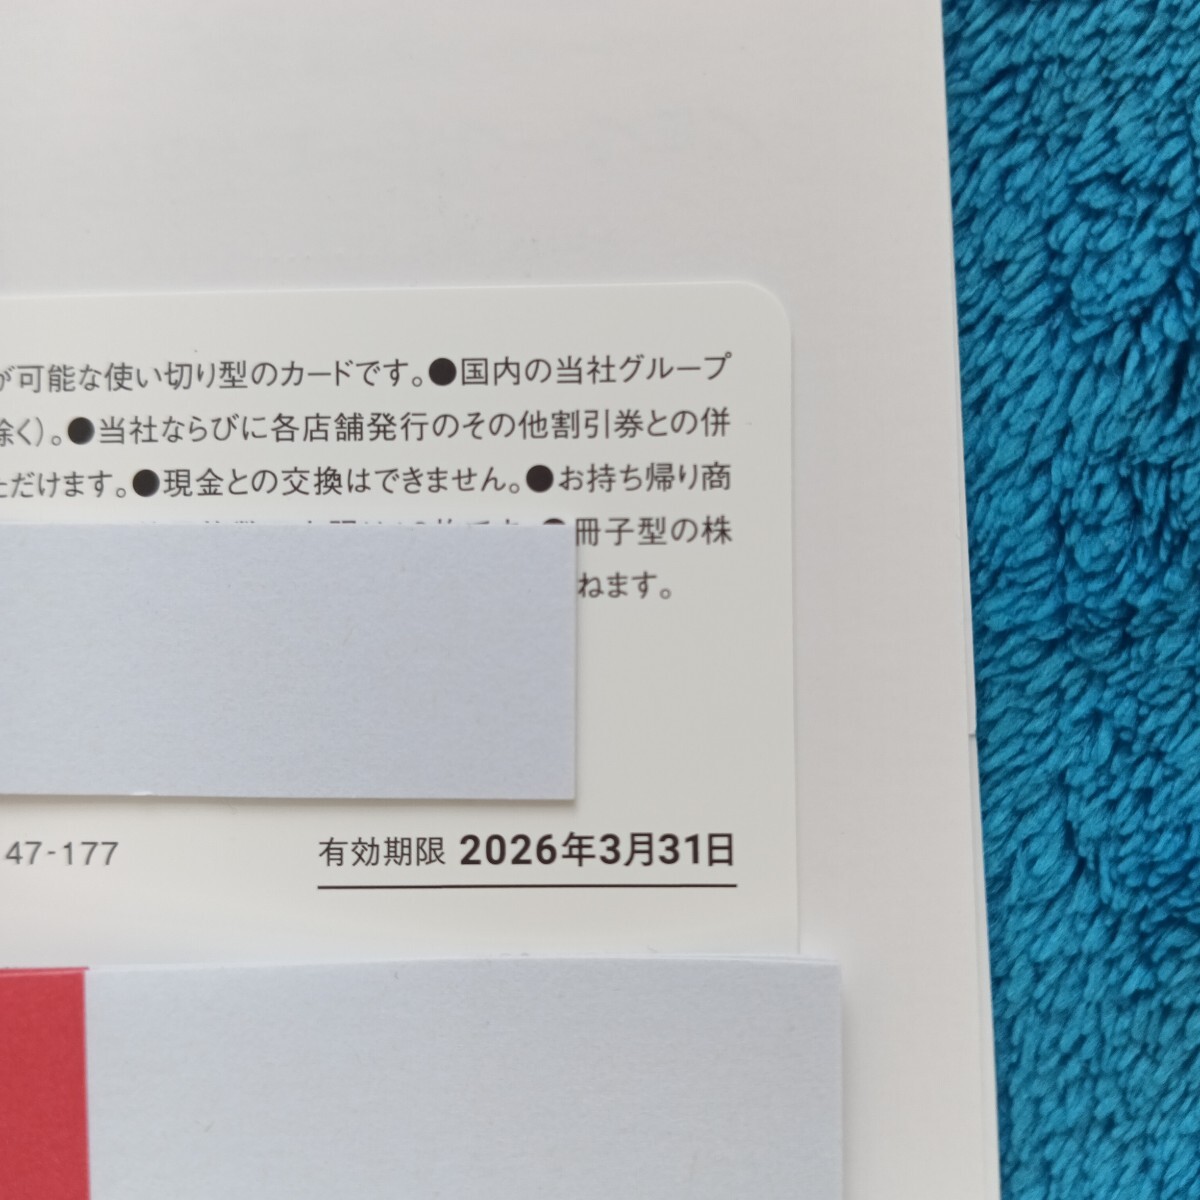 が可能な使い切り型のカードです。●国内の当社グループ
除く)。●当社ならびに各店舗発行のその他割引券との併
ただけます。●現金との交換はできません。●お持ち帰り商
●冊子型の株
ねます。
47-177
有効期限 2026年3月31日